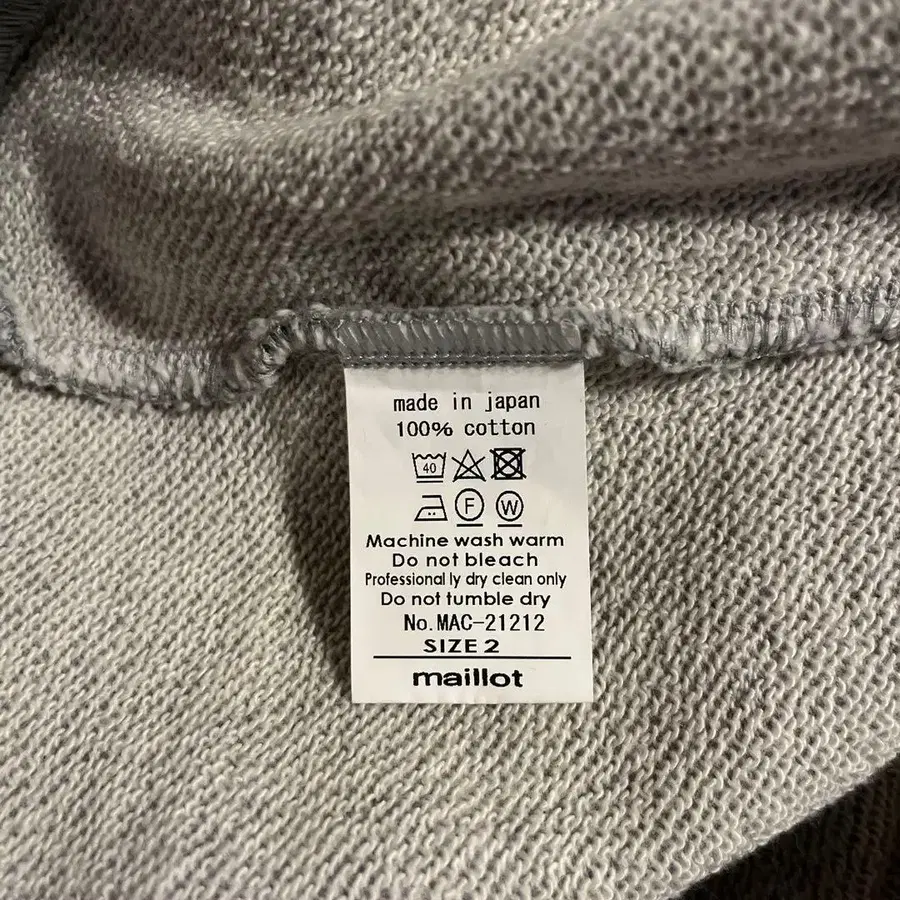 made in japan
100% cotton
40
F W
Machine wash warm
Do not bleach
Professional ly dry clean only
Do not tumble dry
No.MAC-21212
SIZE 2
maillot